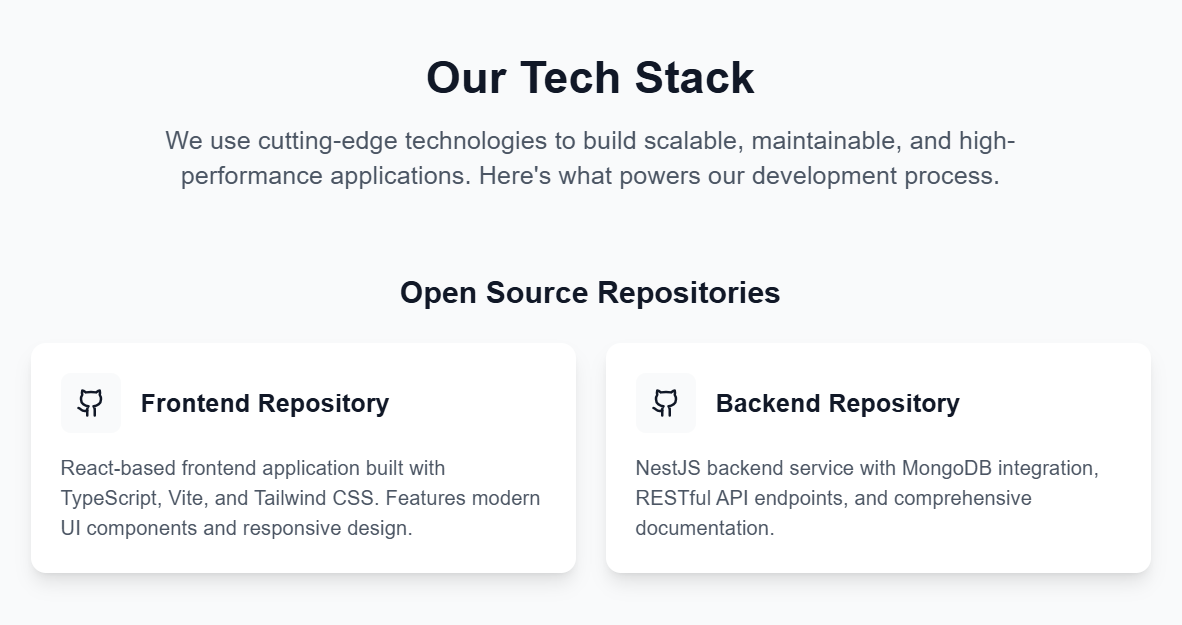 Our Tech Stack
We use cutting-edge technologies to build scalable, maintainable, and high-
performance applications. Here's what powers our development process.
Open Source Repositories
Frontend Repository
React-based frontend application built with
TypeScript, Vite, and Tailwind CSS. Features modern
UI components and responsive design.
Backend Repository
NestJS backend service with MongoDB integration,
RESTful API endpoints, and comprehensive
documentation.